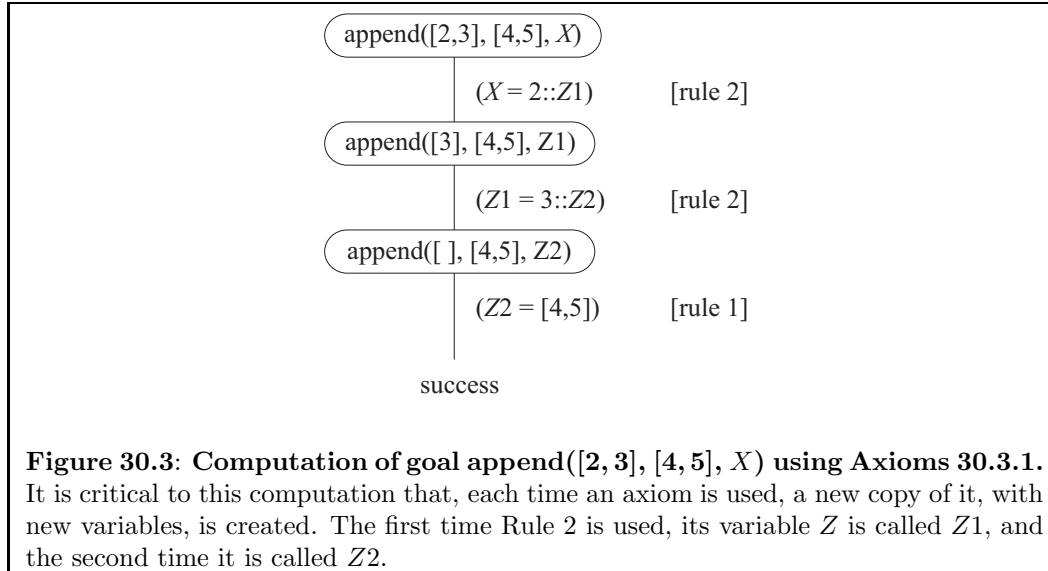 append([2,3], [4,5], X)
(X = 2::Z1) [rule 2]
append([3], [4,5], Z1)
(Z1 = 3::Z2) [rule 2]
append([ ], [4,5], Z2)
(Z2 = [4,5]) [rule 1]
success
Figure 30.3: Computation of goal append([2, 3], [4, 5], X) using Axioms 30.3.1.
It is critical to this computation that, each time an axiom is used, a new copy of it, with
new variables, is created. The first time Rule 2 is used, its variable Z is called Z1, and
the second time it is called Z2.